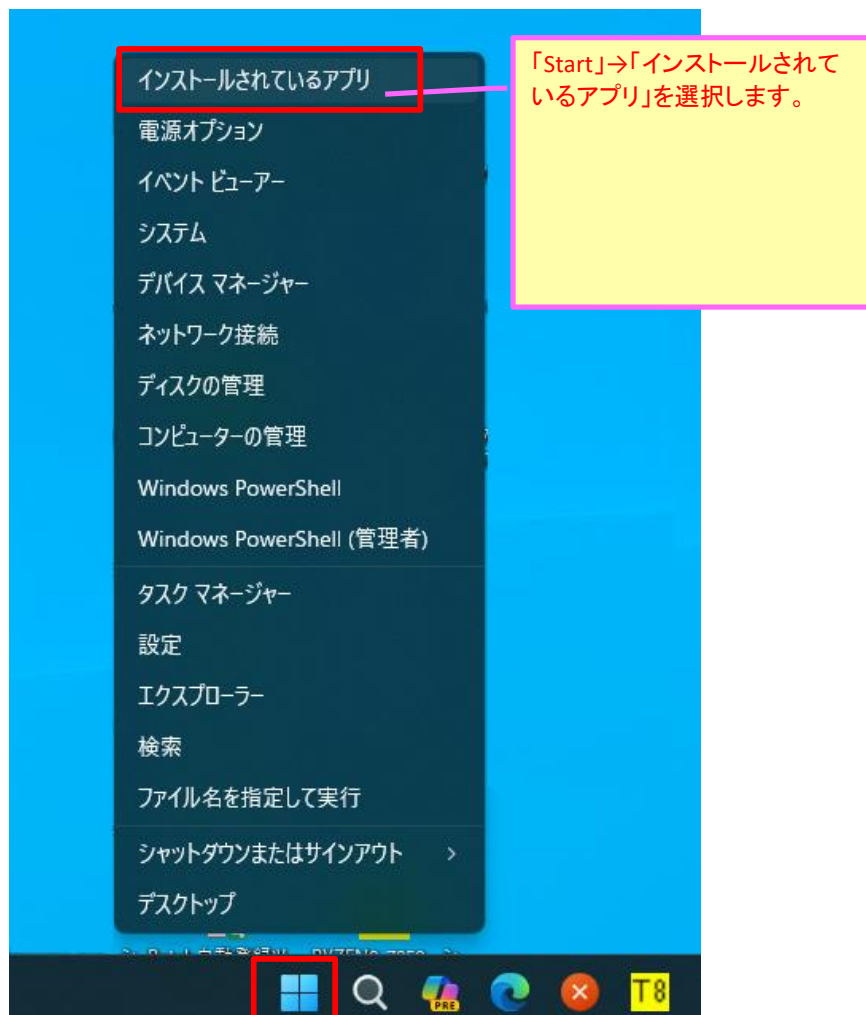 インストールされているアプリ
「Start」→「インストールされて
いるアプリ」を選択します。
電源オプション
イベント ビューアー
システム
デバイス マネージャー
ネットワーク接続
ディスクの管理
コンピューターの管理
Windows PowerShell
Windows PowerShell (管理者)
タスク マネージャー
設定
エクスプローラー
検索
ファイル名を指定して実行
シャットダウンまたはサインアウト
デスクトップ
PRE
T8